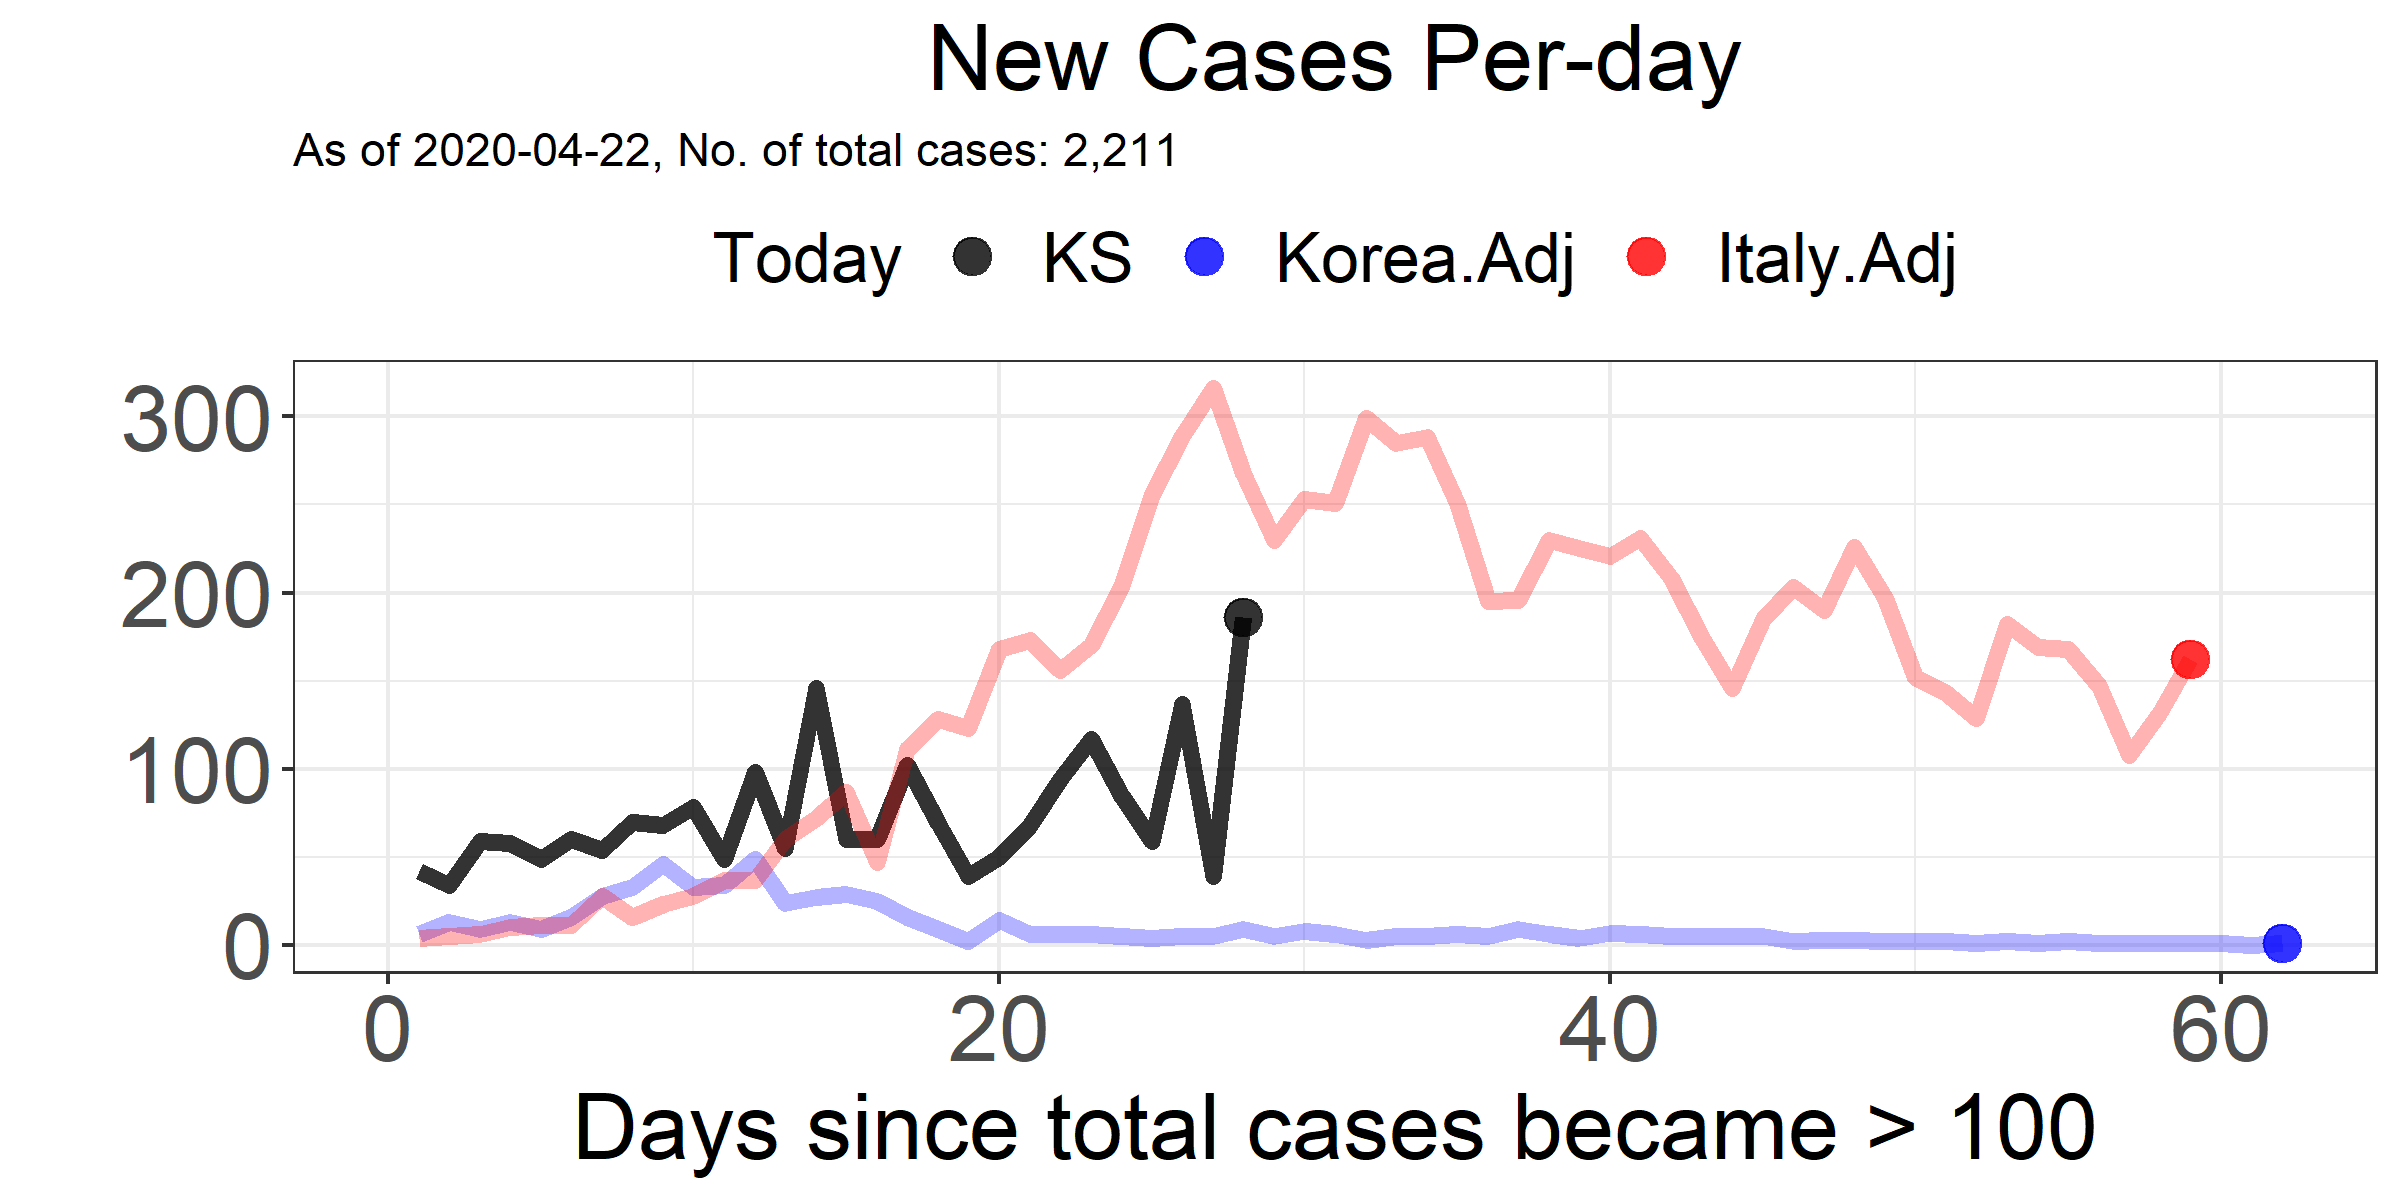 New Cases Per-day
As of 2020-04-22, No. of total cases: 2,211
Today KS Korea.Adj Italy.Adj
300
200
100
0
0 20 40 60
Days since total cases became > 100